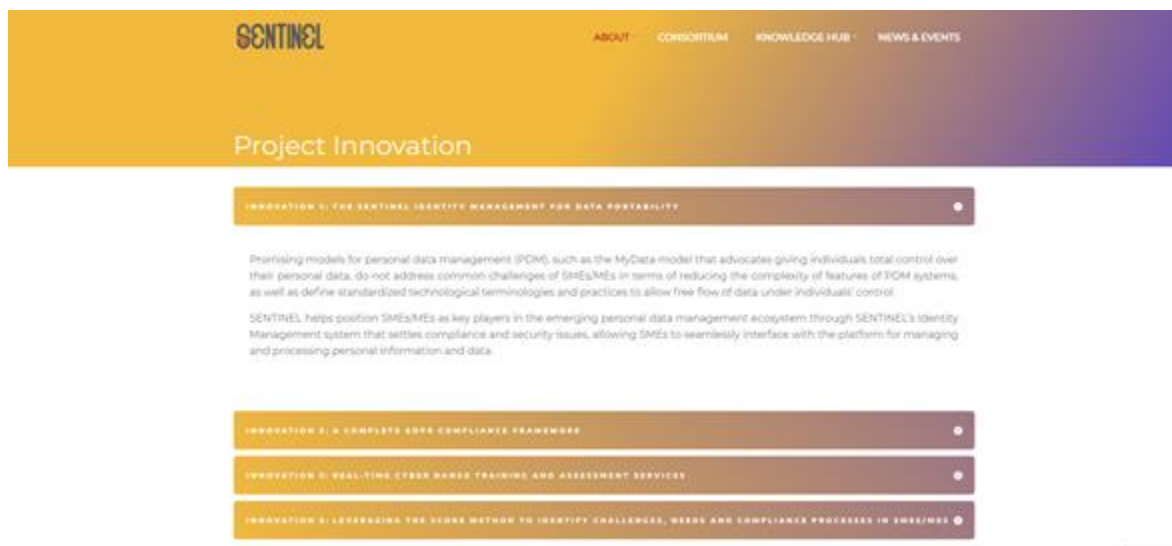 SENTINEL
ABOUT CONSORTIUM KNOWLEDGE HUB NEWS & EVENTS
Project Innovation
INNOVATION 1: THE SENTINEL IDENTITY MANAGEMENT FOR DATA PORTABILITY
Promising models for personal data management (PDM), such as the MyData model that advocates giving individuals total control over
their personal data, do not address common challenges of SMEs/MEs in terms of reducing the complexity of features of PDM systems,
as well as define standardized technological terminologies and practices to allow free flow of data under individuals' control.
SENTINEL helps position SMEs/MEs as key players in the emerging personal data management ecosystem through SENTINEL's Identity
Management system that settles compliance and security issues, allowing SMEs to seamlessly interface with the platform for managing
and processing personal information and data.
INNOVATION 2: A COMPLETE GDPR COMPLIANCE FRAMEWORK
INNOVATION 3: REAL-TIME CYBER RANGE TRAINING AND ASSESSMENT SERVICES
INNOVATION 4: LEVERAGING THE SCORE METHOD TO IDENTIFY CHALLENGES, NEEDS AND COMPLIANCE PROCESSES IN SMES/MES